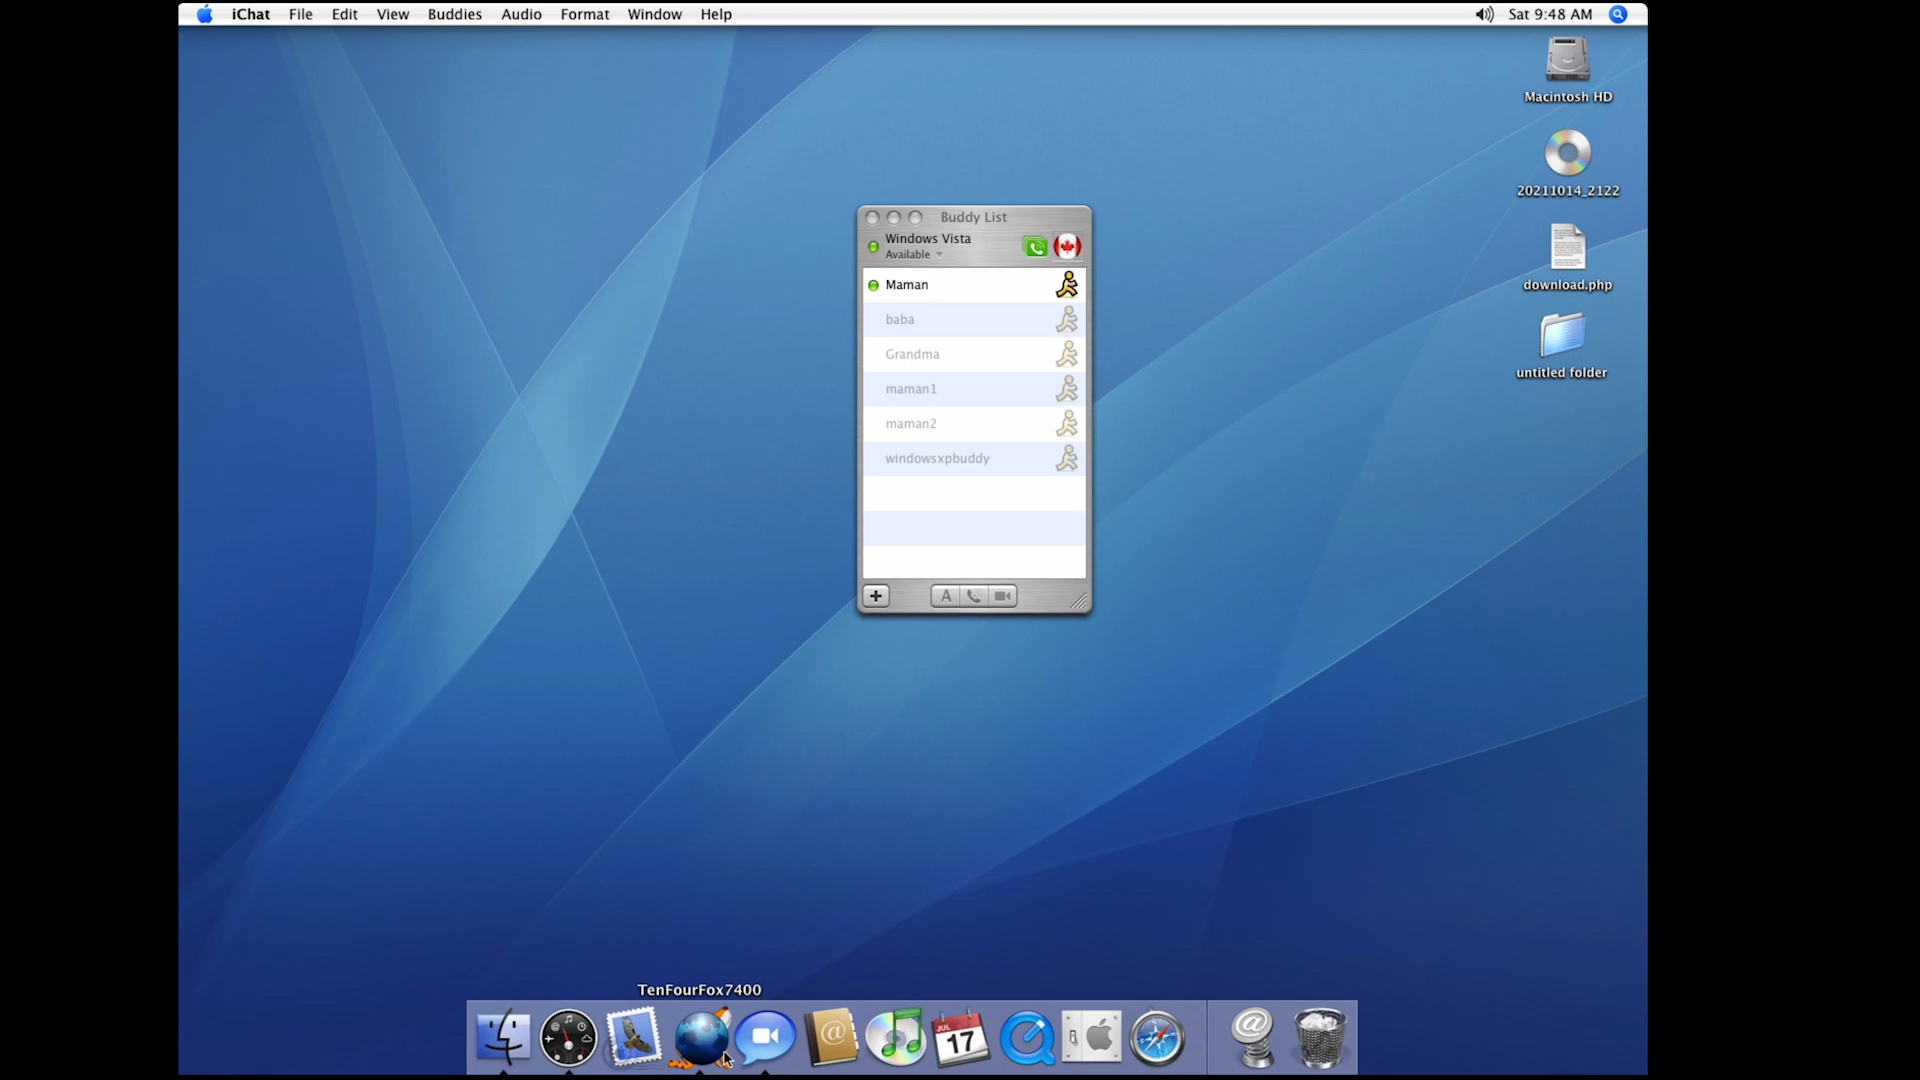 iChat File Edit View Buddies Audio Format Window Help Sat 9:48 AM
Macintosh HD
20211014_2122
download.php
untitled folder
Buddy List
Windows Vista
Available
Maman
baba
Grandma
maman1
maman2
windowsxpbuddy
A
TenFourFox7400
JUL
17